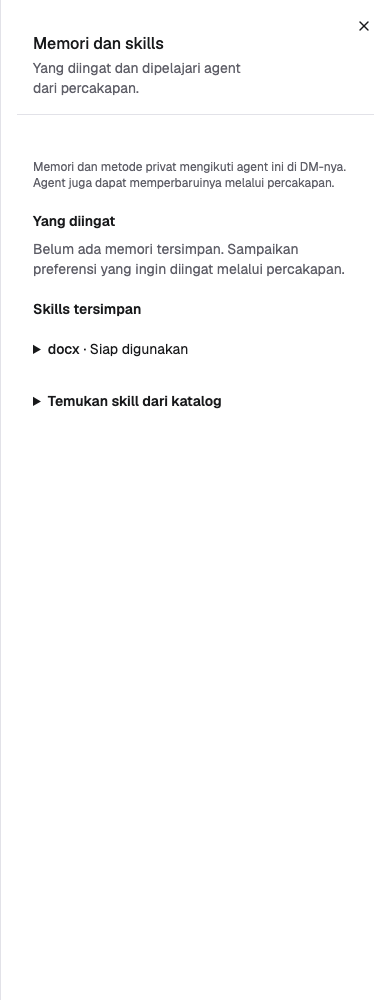 Memori dan skills
Yang diingat dan dipelajari agent
dari percakapan.
Memori dan metode privat mengikuti agent ini di DM-nya.
Agent juga dapat memperbaruinya melalui percakapan.
Yang diingat
Belum ada memori tersimpan. Sampaikan
preferensi yang ingin diingat melalui percakapan.
Skills tersimpan
docx · Siap digunakan
Temukan skill dari katalog